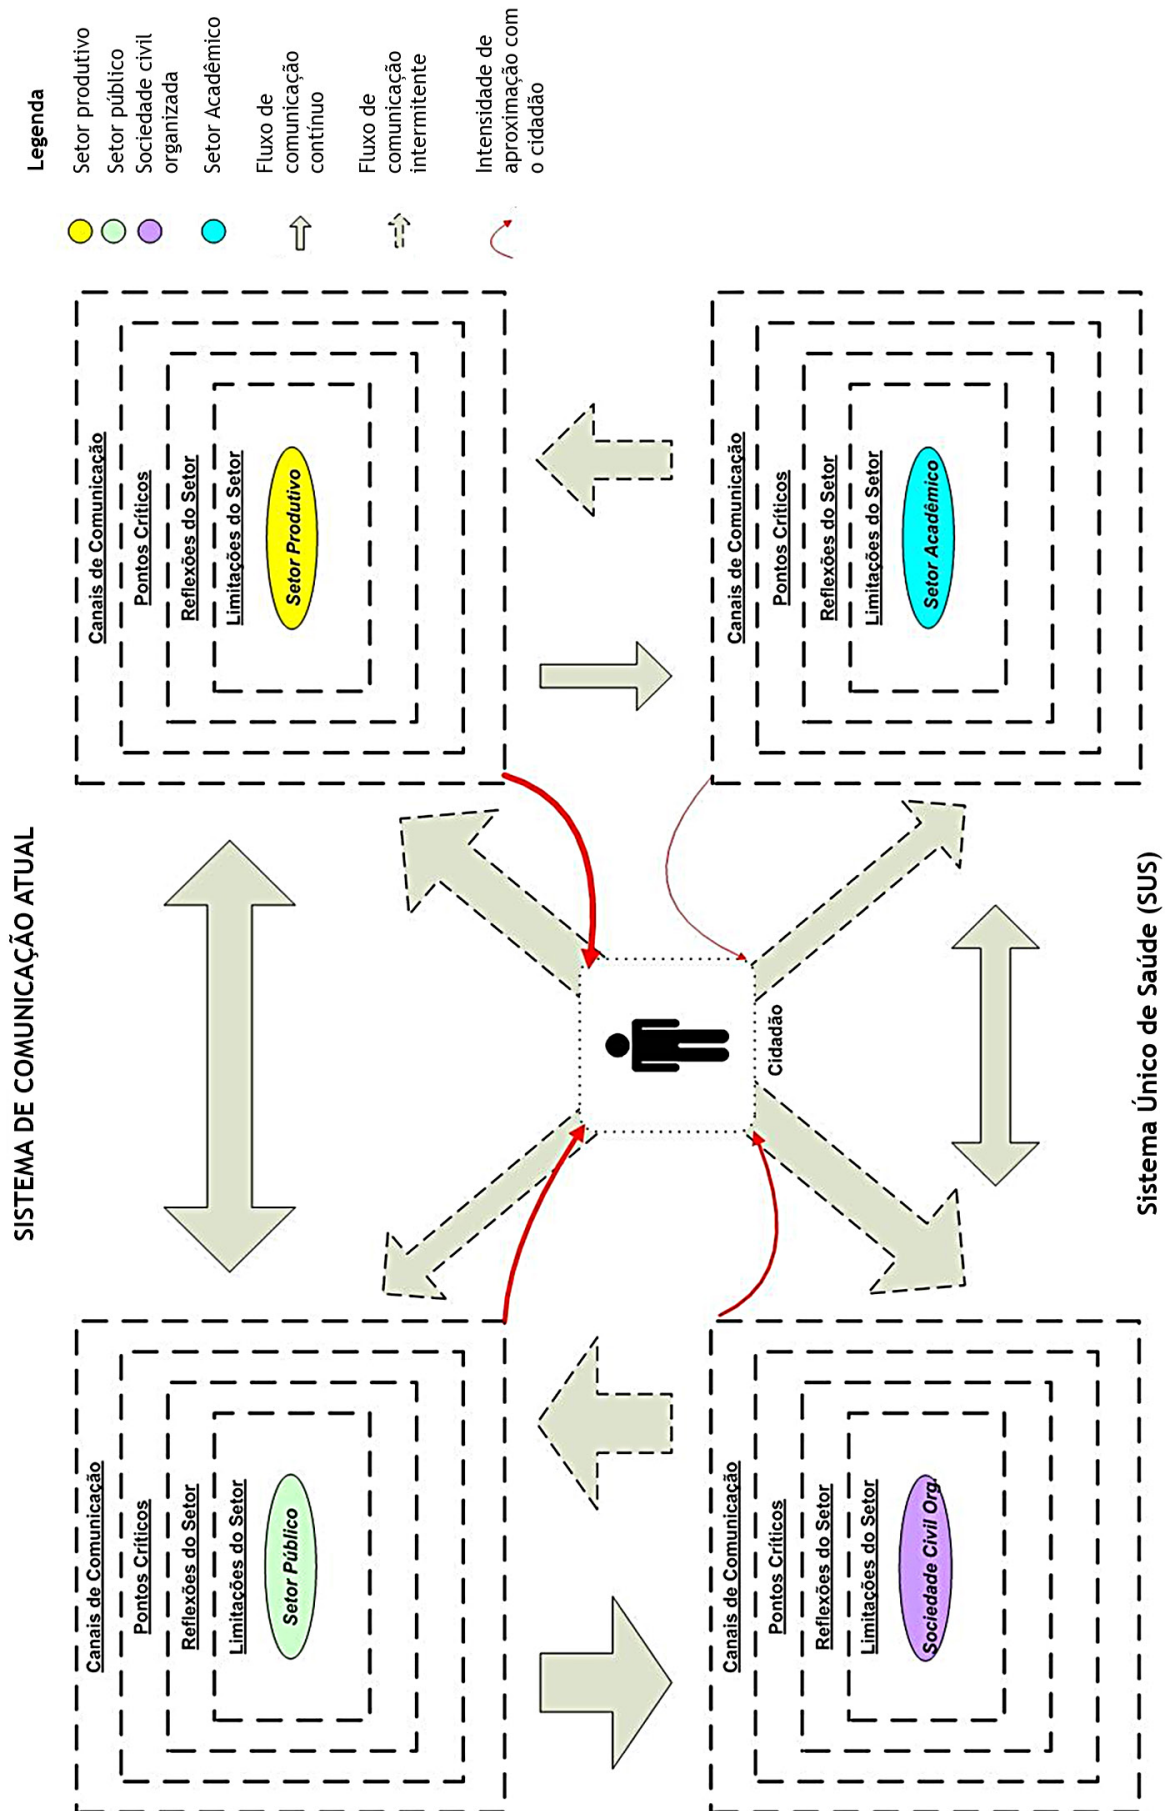 SISTEMA DE COMUNICAÇÃO ATUAL
Canais de Comunicação
Pontos Críticos
Reflexões do Setor
Limitações do Setor
Setor Público
Canais de Comunicação
Pontos Críticos
Reflexões do Setor
Limitações do Setor
Setor Produtivo
Cidadão
Canais de Comunicação
Pontos Críticos
Reflexões do Setor
Limitações do Setor
Sociedade Civil Org.
Canais de Comunicação
Pontos Críticos
Reflexões do Setor
Limitações do Setor
Setor Acadêmico
Sistema Único de Saúde (SUS)
Legenda
Setor produtivo
Setor público
Sociedade civil
organizada
Setor Acadêmico
Fluxo de
comunicação
contínuo
Fluxo de
comunicação
intermitente
Intensidade de
aproximação com
o cidadão